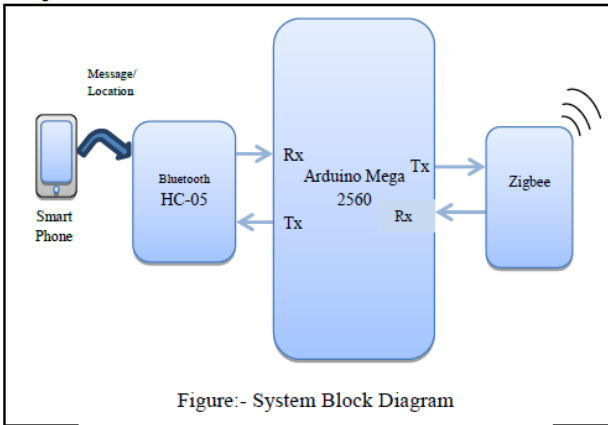 Message/
Location
Smart
Phone
Bluetooth
HC-05
Rx
Tx
Arduino Mega
2560
Tx
Rx
Zigbee
Figure:- System Block Diagram